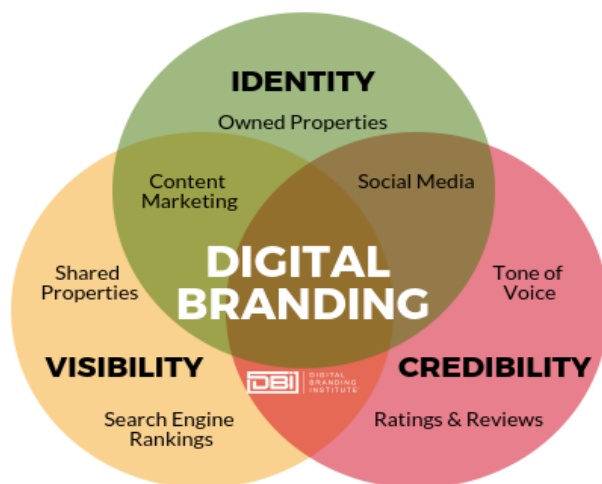 IDENTITY
Owned Properties
Content
Marketing
Social Media
DIGITAL
BRANDING
Shared
Properties
Tone of
Voice
VISIBILITY
DBI
DIGITAL
BRANDING
INSTITUTE
CREDIBILITY
Search Engine
Rankings
Ratings & Reviews